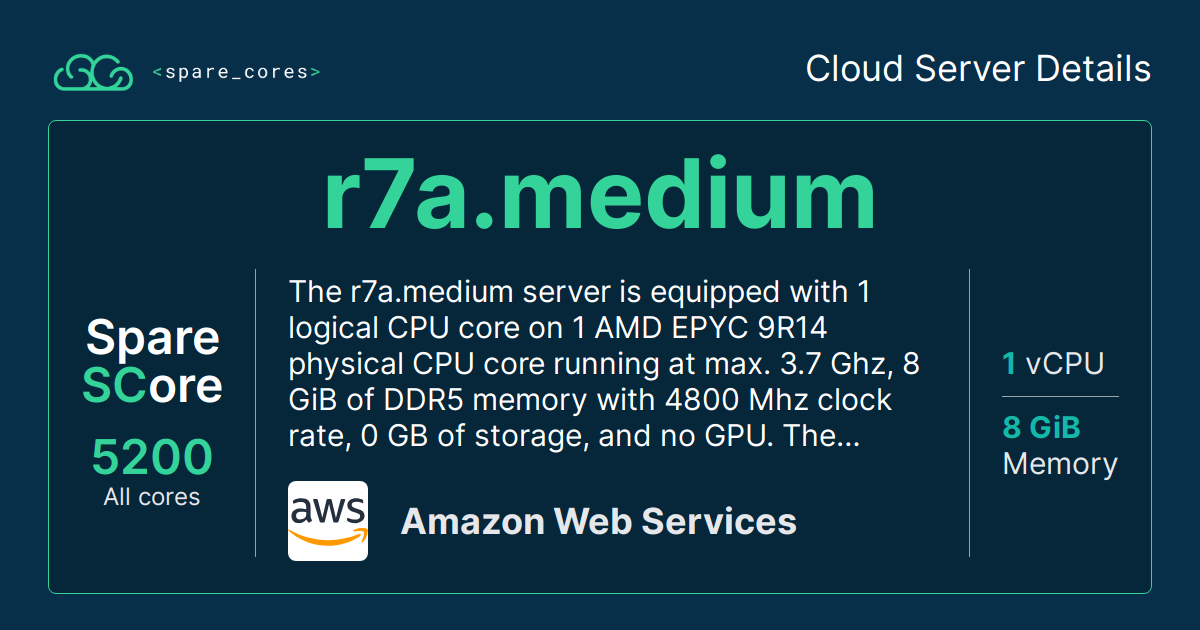 <spare_cores>
Cloud Server Details
r7a.medium
Spare
SCore
5200
All cores
The r7a.medium server is equipped with 1
logical CPU core on 1 AMD EPYC 9R14
physical CPU core running at max. 3.7 Ghz, 8
GiB of DDR5 memory with 4800 Mhz clock
rate, 0 GB of storage, and no GPU. The...
aws
Amazon Web Services
1 vCPU
8 GiB
Memory